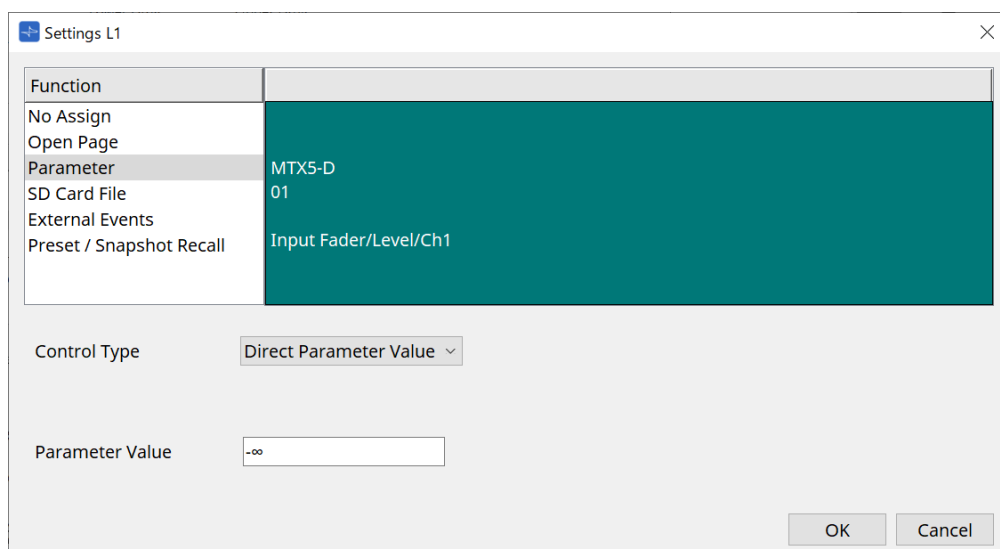 Settings L1
Function
No Assign
Open Page
Parameter
SD Card File
External Events
Preset / Snapshot Recall
MTX5-D
01
Input Fader/Level/Ch1
Control Type
Direct Parameter Value
Parameter Value
-∞
OK
Cancel